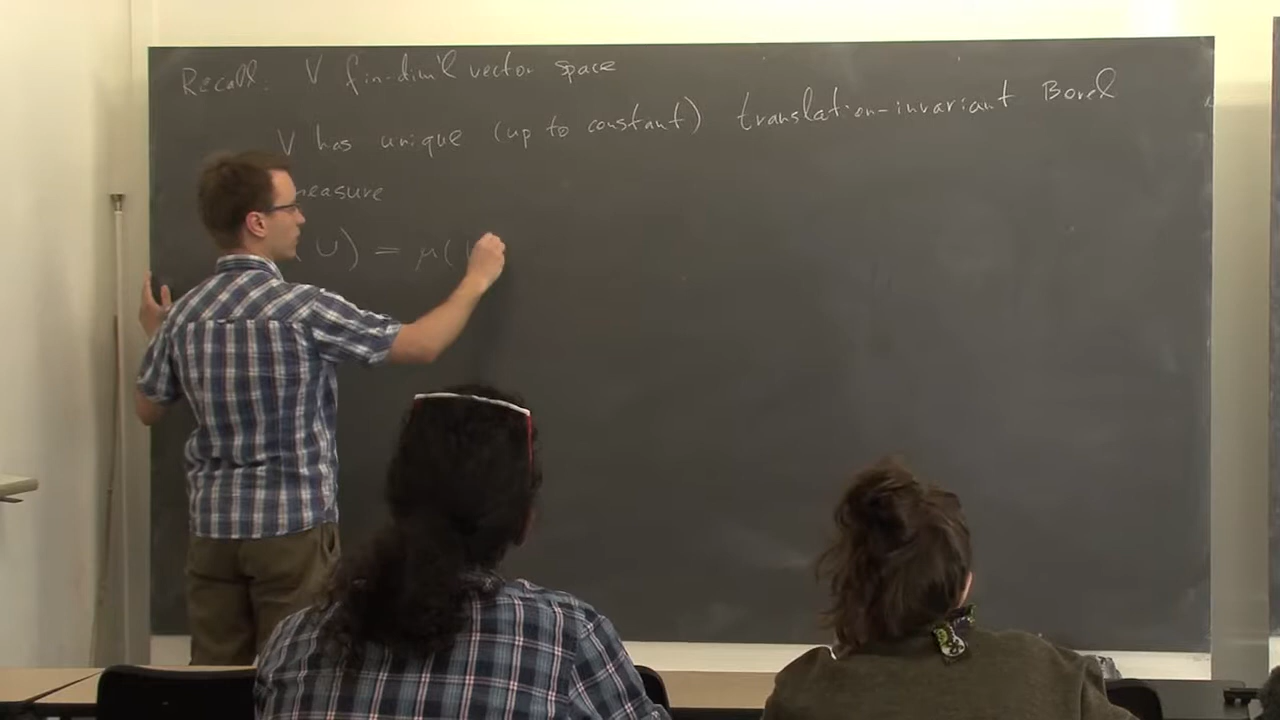 Recall: V fin-dim'l vector space
V has unique (up to constant) translation-invariant Borel
measure
U) = μ(